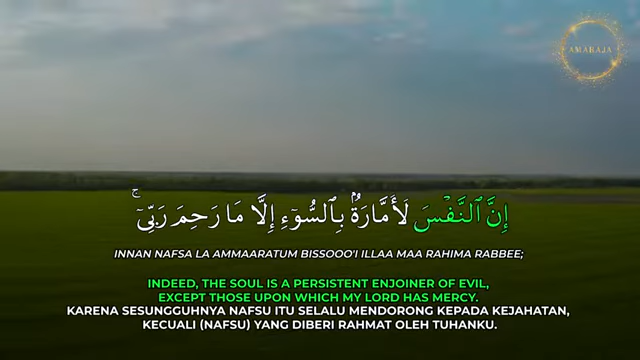 AMABAJA
إِنَّ ٱلنَّفْسَ لَأَمَّارَةٌۢ بِٱلسُّوٓءِ إِلَّا مَا رَحِمَ رَبِّىٓ ۚ
INNAN NAFSA LA AMMAARATUM BISSOOO'I ILLAA MAA RAHIMA RABBEE;
INDEED, THE SOUL IS A PERSISTENT ENJOINER OF EVIL,
EXCEPT THOSE UPON WHICH MY LORD HAS MERCY.
KARENA SESUNGGUHNYA NAFSU ITU SELALU MENDORONG KEPADA KEJAHATAN,
KECUALI (NAFSU) YANG DIBERI RAHMAT OLEH TUHANKU.